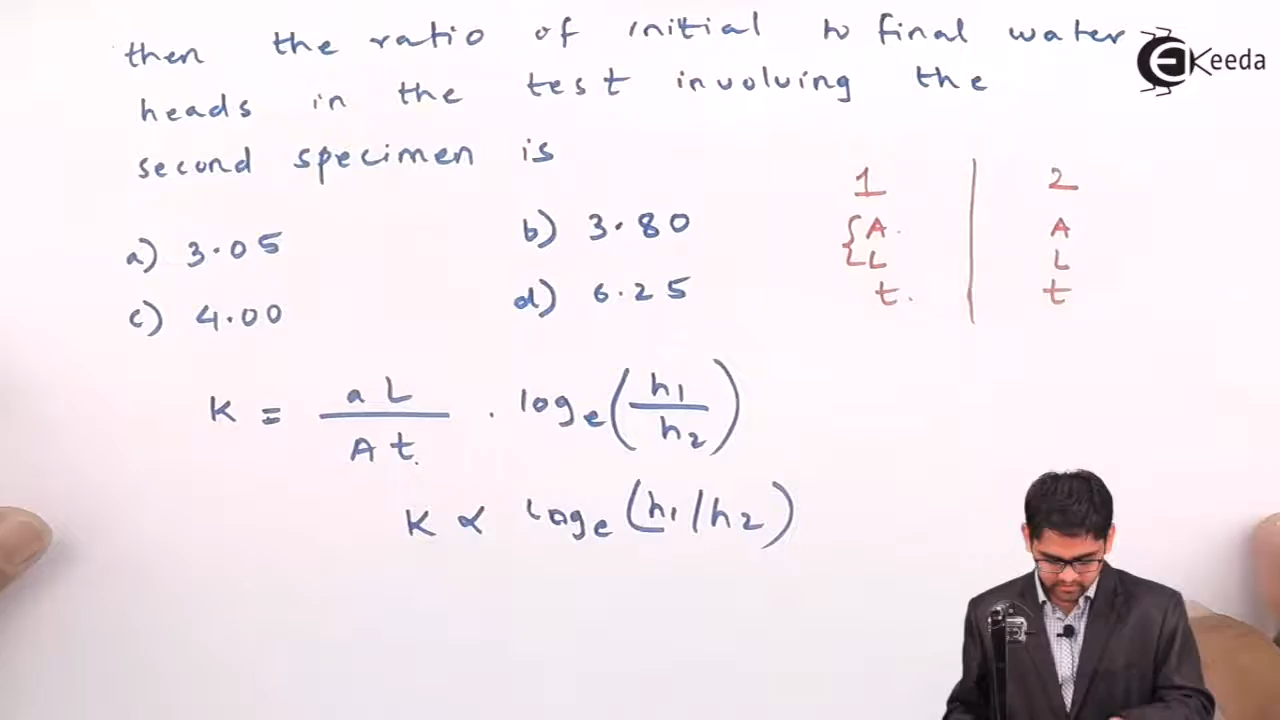 then the ratio of initial to final water
heads in the test involving the
second specimen is
a) 3.05
b) 3.80
c) 4.00
d) 6.25
1 2
A. A
L L
t. t
K = aL / At . loge (h1 / h2)
K ∝ loge (h1/h2)
EKeeda